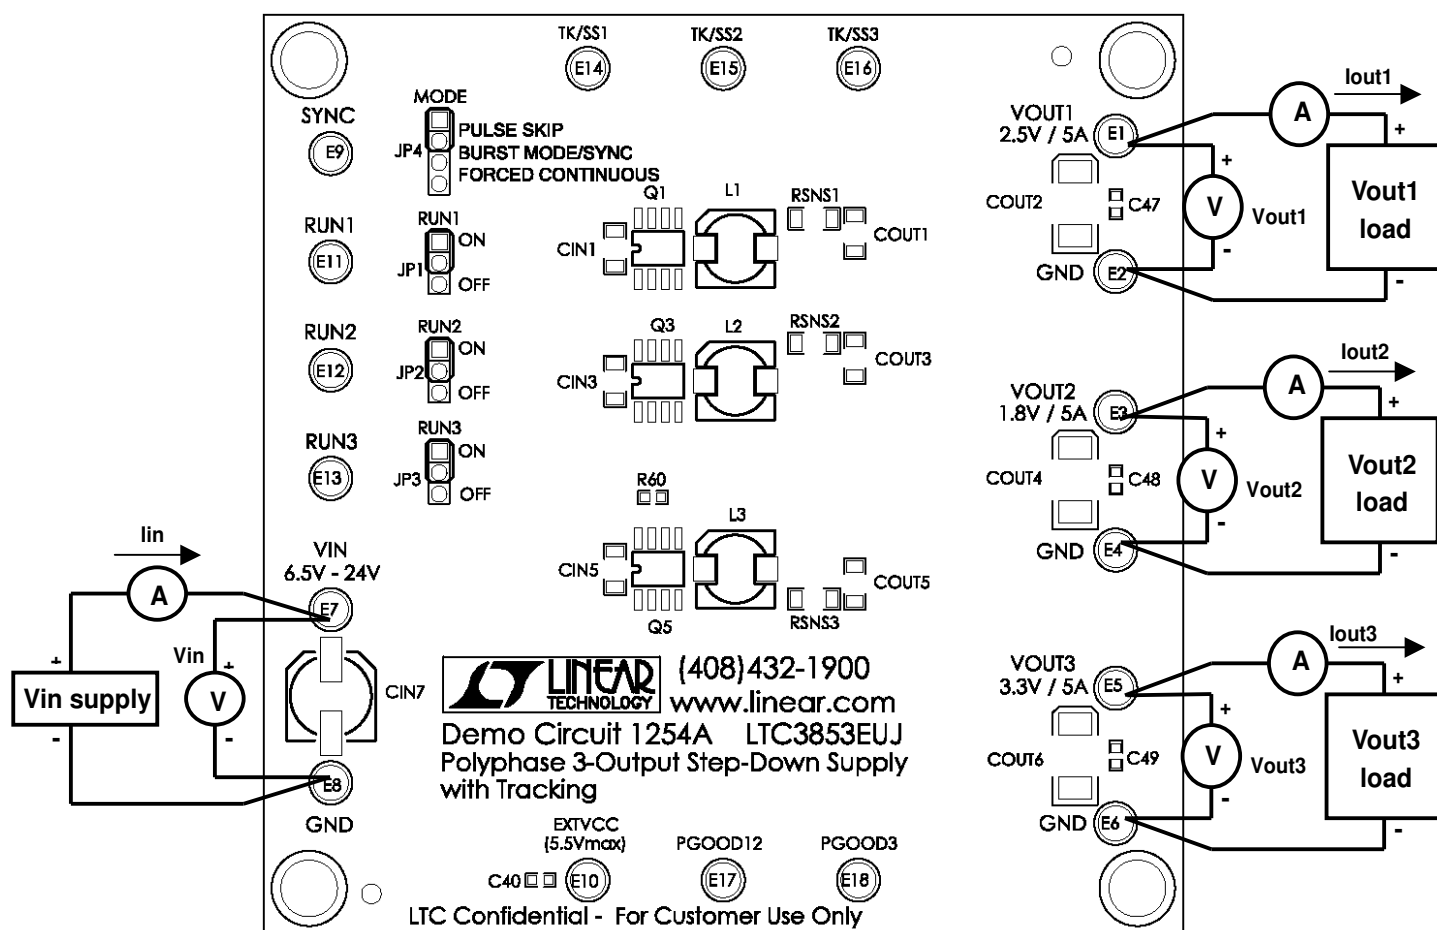 TK/SS1 TK/SS2 TK/SS3
E14 E15 E16
Iout1
MODE
SYNC
VOUT1
2.5V / 5A
E1
A
+
PULSE SKIP
JP4
BURST MODE/SYNC
FORCED CONTINUOUS
E9
+
Q1 L1 RSNS1
COUT2
C47
V
Vout1
Vout1
load
RUN1
RUN1
ON
E11
JP1
OFF
CIN1
COUT1
-
GND
E2
-
RUN2
RUN2
ON
E12
JP2
OFF
Q3 L2 RSNS2
CIN3
COUT3
Iout2
A
+
VOUT2
1.8V / 5A
E3
+
COUT4
C48
V
Vout2
Vout2
load
-
GND
E4
-
RUN3
RUN3
ON
E13
JP3
OFF
R60
L3
CIN5
COUT5
Q5
RSNS3
Iin
VIN
6.5V - 24V
A
E7
Vin
+
+
Vin supply
V
CIN7
-
-
E8
GND
Iout3
VOUT3
3.3V / 5A
E5
A
+
+
COUT6
C49
V
Vout3
Vout3
load
-
GND
E6
-
LINEAR
TECHNOLOGY
(408)432-1900
www.linear.com
Demo Circuit 1254A LTC3853EUJ
Polyphase 3-Output Step-Down Supply
with Tracking
EXTVCC
(5.5Vmax)
PGOOD12 PGOOD3
C40
E10 E17 E18
LTC Confidential - For Customer Use Only